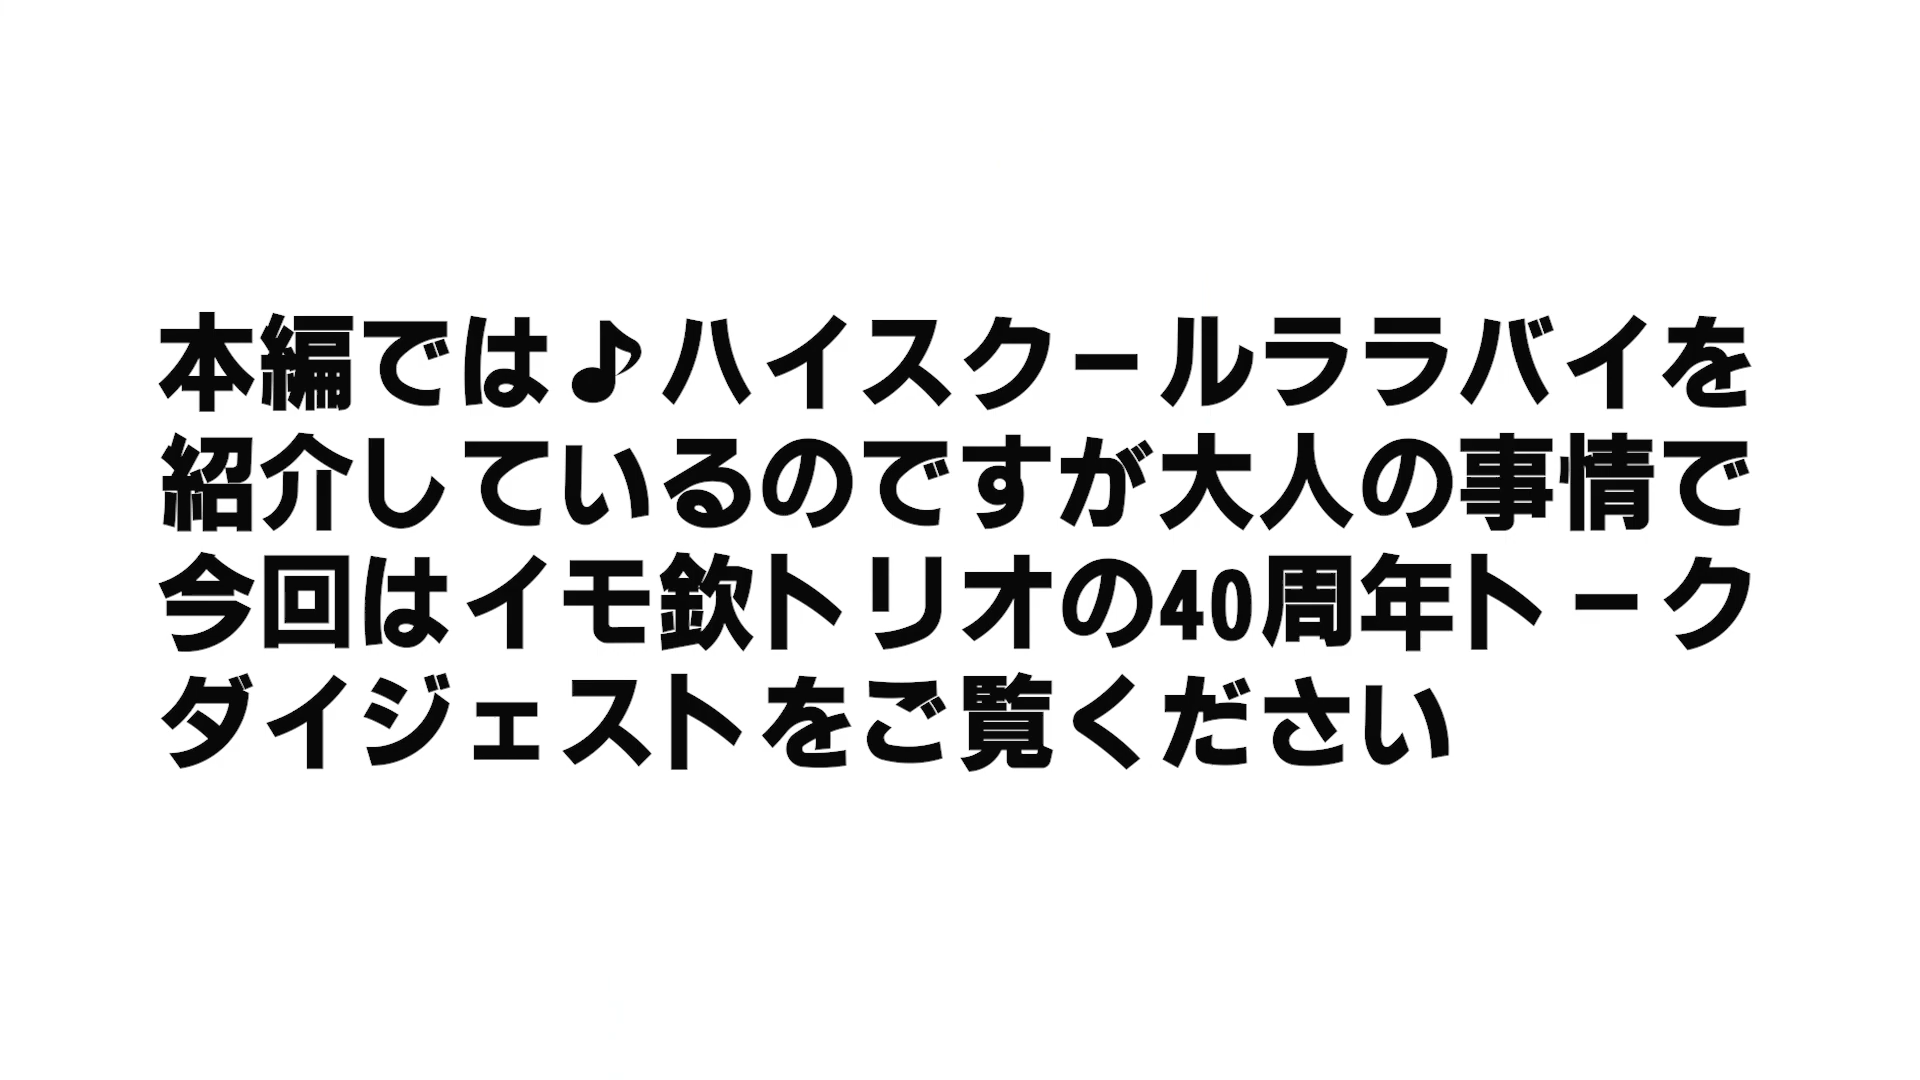 本編では♪ハイスクールララバイを
紹介しているのですが大人の事情で
今回はイモ欽トリオの40周年トーク
ダイジェストをご覧ください